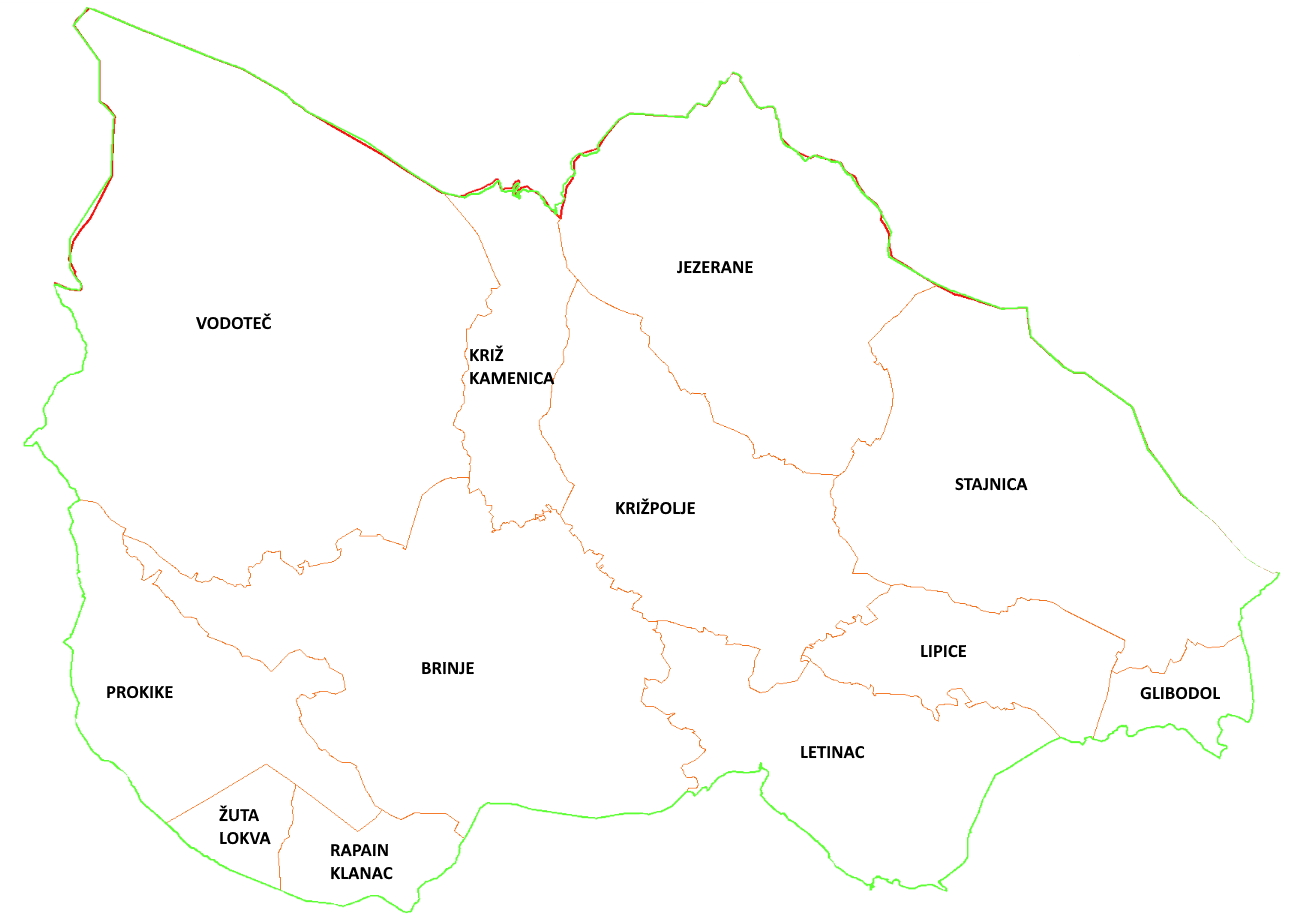 JEZERANE
VODOTEČ
KRIŽ
KAMENICA
STAJNICA
KRIŽPOLJE
LIPICE
BRINJE
PROKIKE
GLIBODOL
LETINAC
ŽUTA
LOKVA
RAPAIN
KLANAC